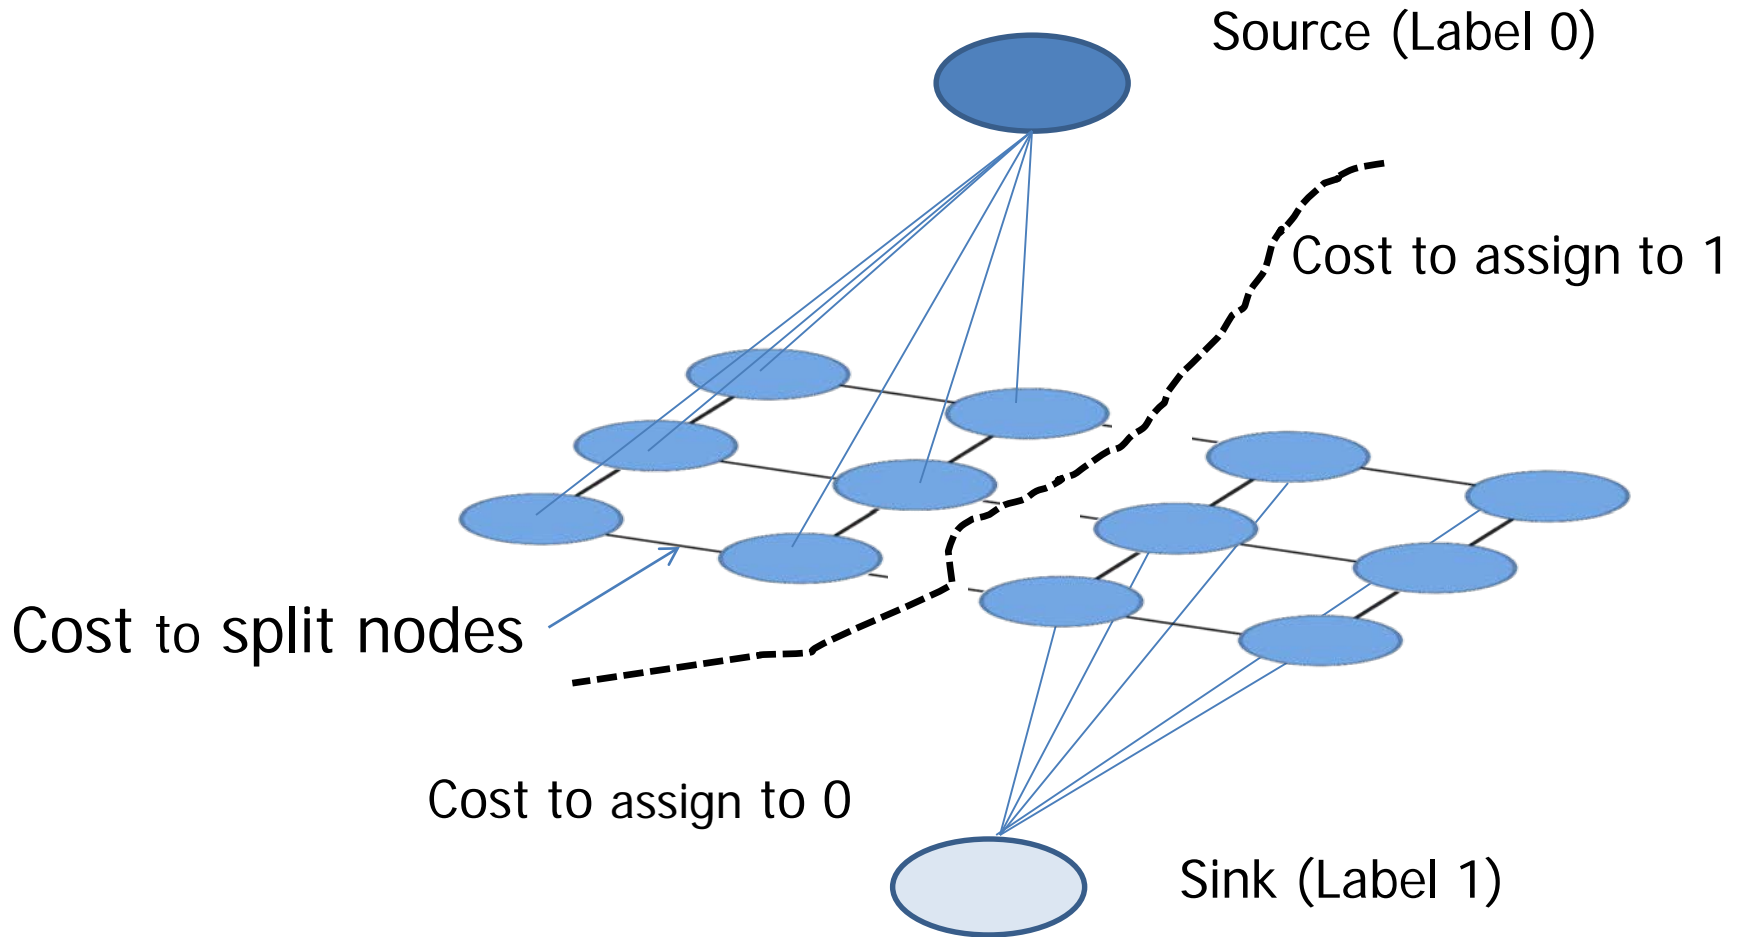 Source (Label 0)
Cost to assign to 1
Cost to split nodes
Cost to assign to 0
Sink (Label 1)